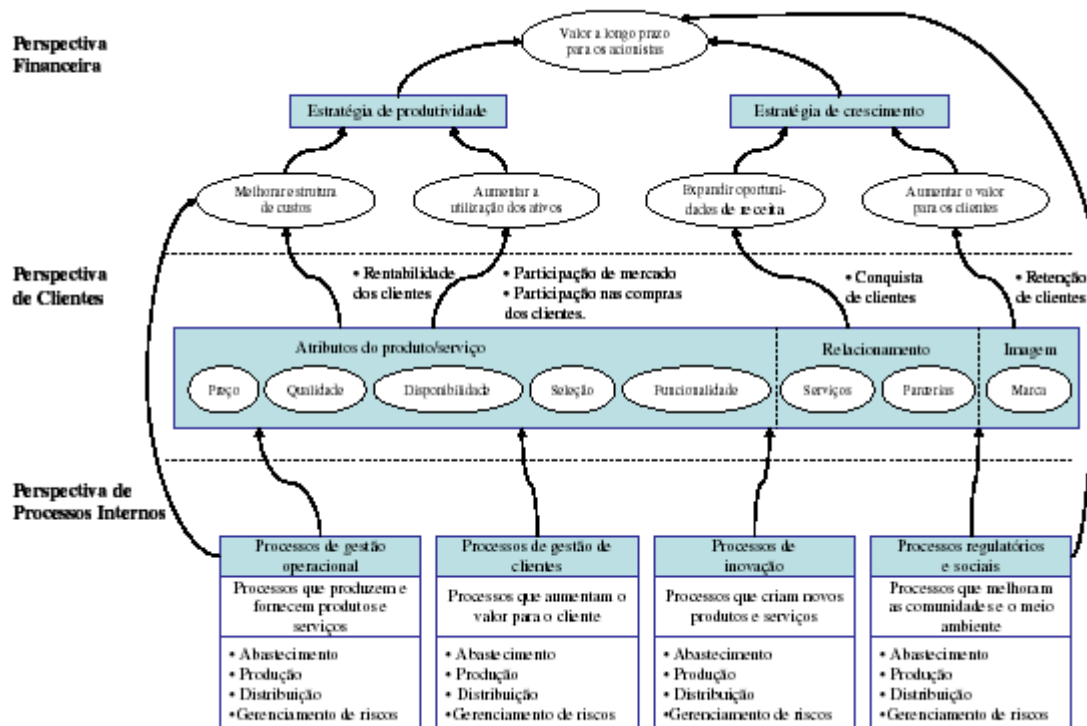 Perspectiva
Financeira
Valor a longo prazo
para os acionistas
Estratégia de produtividade
Estratégia de crescimento
Melhorar estrutura
de custos
Aumentar a
utilização dos ativos
Expandir oportuni-
dades de receita
Aumentar o valor
para os clientes
Perspectiva
de Clientes
• Rentabilidade
dos clientes
• Participação de mercado
• Participação nas compras
dos clientes.
• Conquista
de clientes
• Retenção
de clientes
Atributos do produto/serviço
Relacionamento
Imagem
Preço
Qualidade
Disponibilidade
Seleção
Funcionalidade
Serviços
Parcerias
Marca
Perspectiva de
Processos Internos
Processos de gestão
operacional
Processos que produzem e
fornecem produtos e
serviços
• Abastecimento
• Produção
• Distribuição
•Gerenciamento de riscos
Processos de gestão de
clientes
Processos que aumentam o
valor para o cliente
• Abastecimento
• Produção
• Distribuição
•Gerenciamento de riscos
Processos de
inovação
Processos que criam novos
produtos e serviços
• Abastecimento
• Produção
• Distribuição
•Gerenciamento de riscos
Processos regulatórios
e sociais
Processos que melhoram
as comunidades e o meio
ambiente
• Abastecimento
• Produção
• Distribuição
•Gerenciamento de riscos